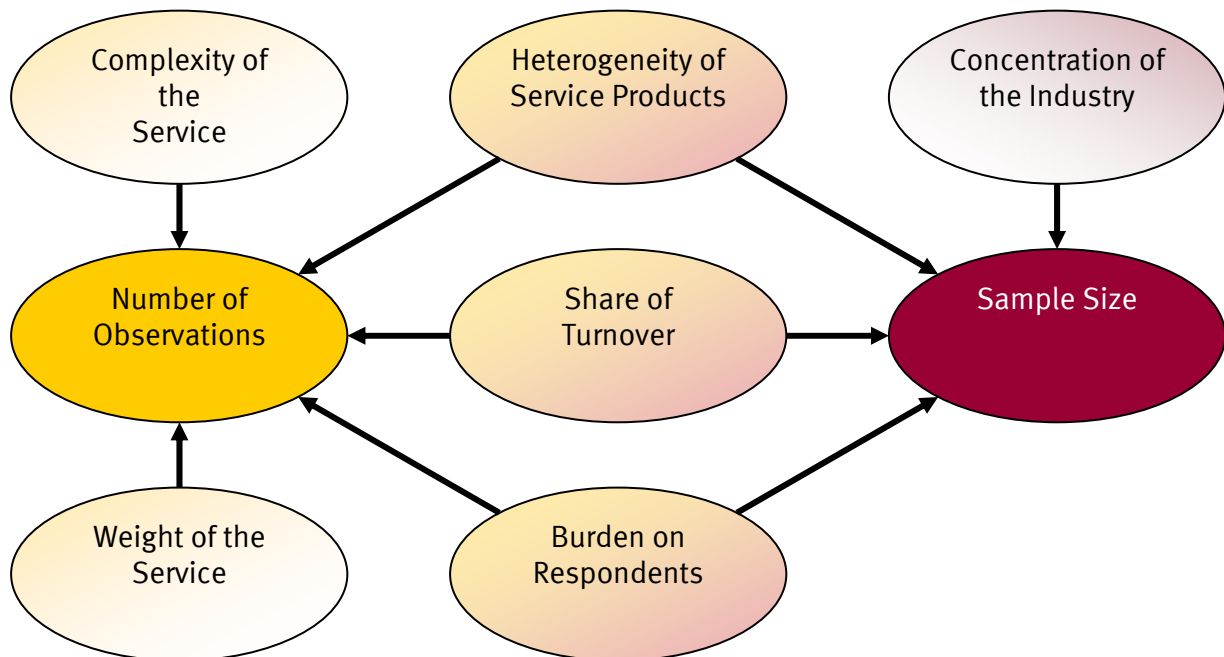 Complexity of
the
Service
Heterogeneity of
Service Products
Concentration of
the Industry
Number of
Observations
Share of
Turnover
Sample Size
Weight of the
Service
Burden on
Respondents